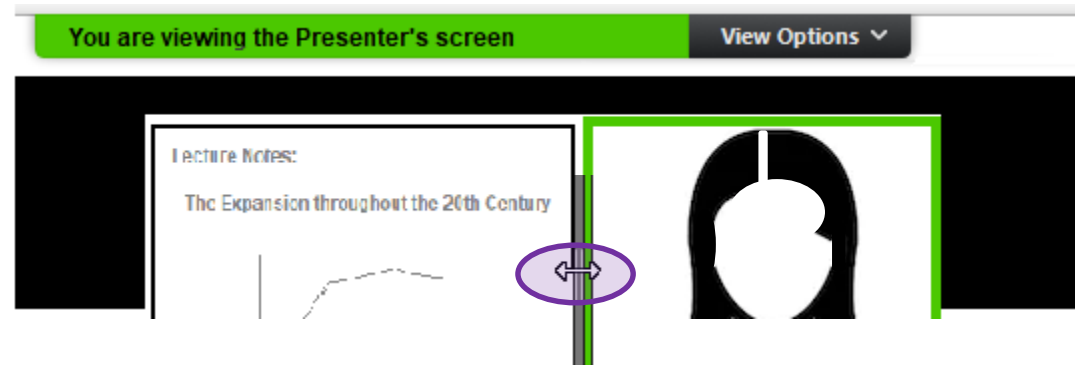 You are viewing the Presenter's screen
View Options
Lecture Notes:
The Expansion throughout the 20th Century